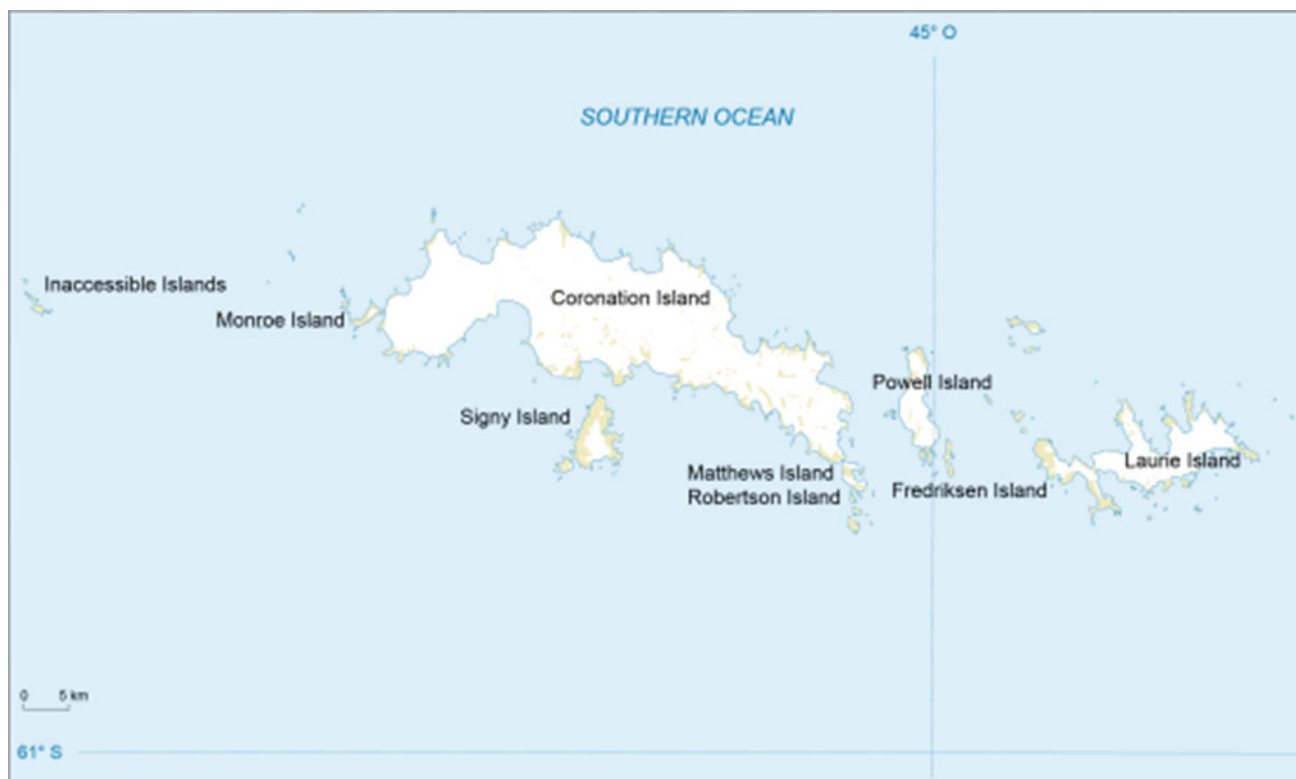 45° O
SOUTHERN OCEAN
Inaccessible Islands
Coronation Island
Monroe Island
Powell Island
Signy Island
Laurie Island
Matthews Island
Robertson Island
Fredriksen Island
0 5 km
61° S